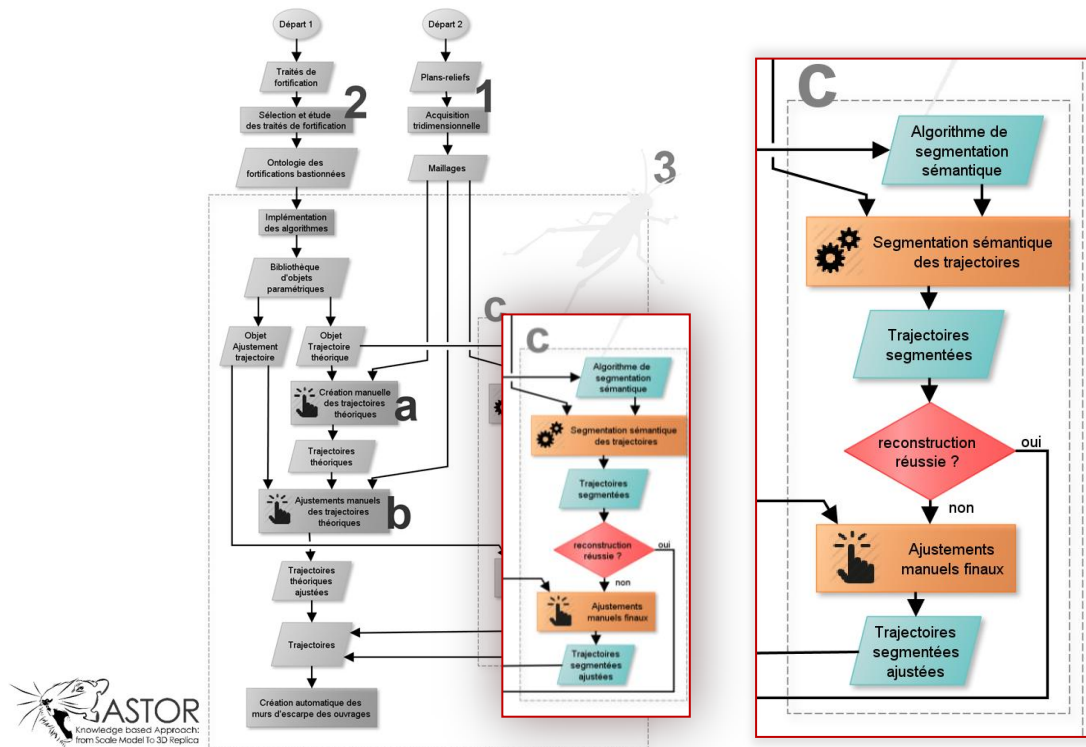 Départ 1
Départ 2
Traités de
fortification
Plans-reliefs
2
1
Sélection et étude
des traités de fortification
Acquisition
tridimensionnelle
Ontologie des
fortifications bastionnées
Maillages
3
Implémentation
des algorithmes
Bibliothèque
d'objets
paramétriques
Objet
Ajustement
trajectoire
Objet
Trajectoire
théorique
c
Création manuelle
des trajectoires
théoriques
a
Trajectoires
théoriques
Ajustements manuels
des trajectoires
théoriques
b
Trajectoires
théoriques
ajustées
Trajectoires
Création automatique des
murs d'escarpe des ouvrages
c
Algorithme de
segmentation
sémantique
Segmentation sémantique
des trajectoires
Trajectoires
segmentées
reconstruction
réussie ?
oui
non
Ajustements
manuels finaux
Trajectoires
segmentées
ajustées
c
Algorithme de
segmentation
sémantique
Segmentation sémantique
des trajectoires
Trajectoires
segmentées
reconstruction
réussie ?
oui
non
Ajustements
manuels finaux
Trajectoires
segmentées
ajustées
ASTOR
Knowledge based Approach:
from Scale Model To 3D Replica